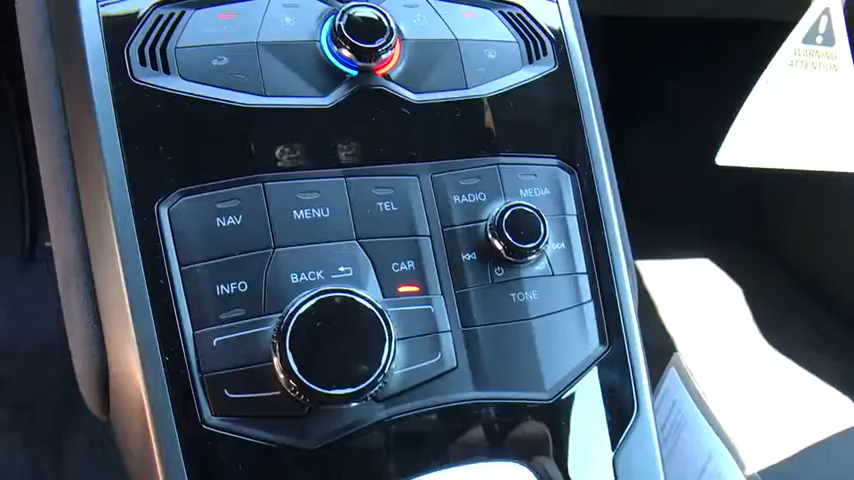 WARNING
ATTENTION
NAV
MENU
TEL
RADIO
MEDIA
INFO
BACK
CAR
TONE